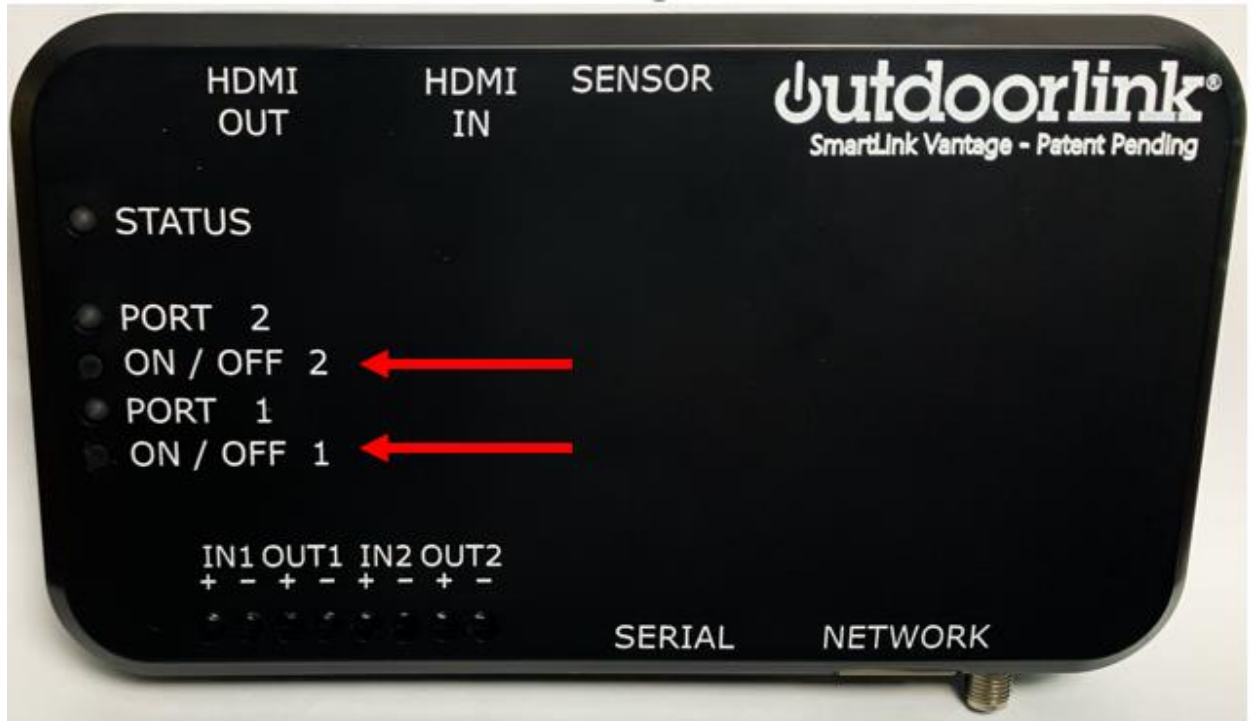 HDMI OUT
HDMI IN
SENSOR
outdoorlink®
SmartLink Vantage - Patent Pending
STATUS
PORT 2
ON / OFF 2
PORT 1
ON / OFF 1
IN1 OUT1 IN2 OUT2
+ - + - + - + -
SERIAL
NETWORK